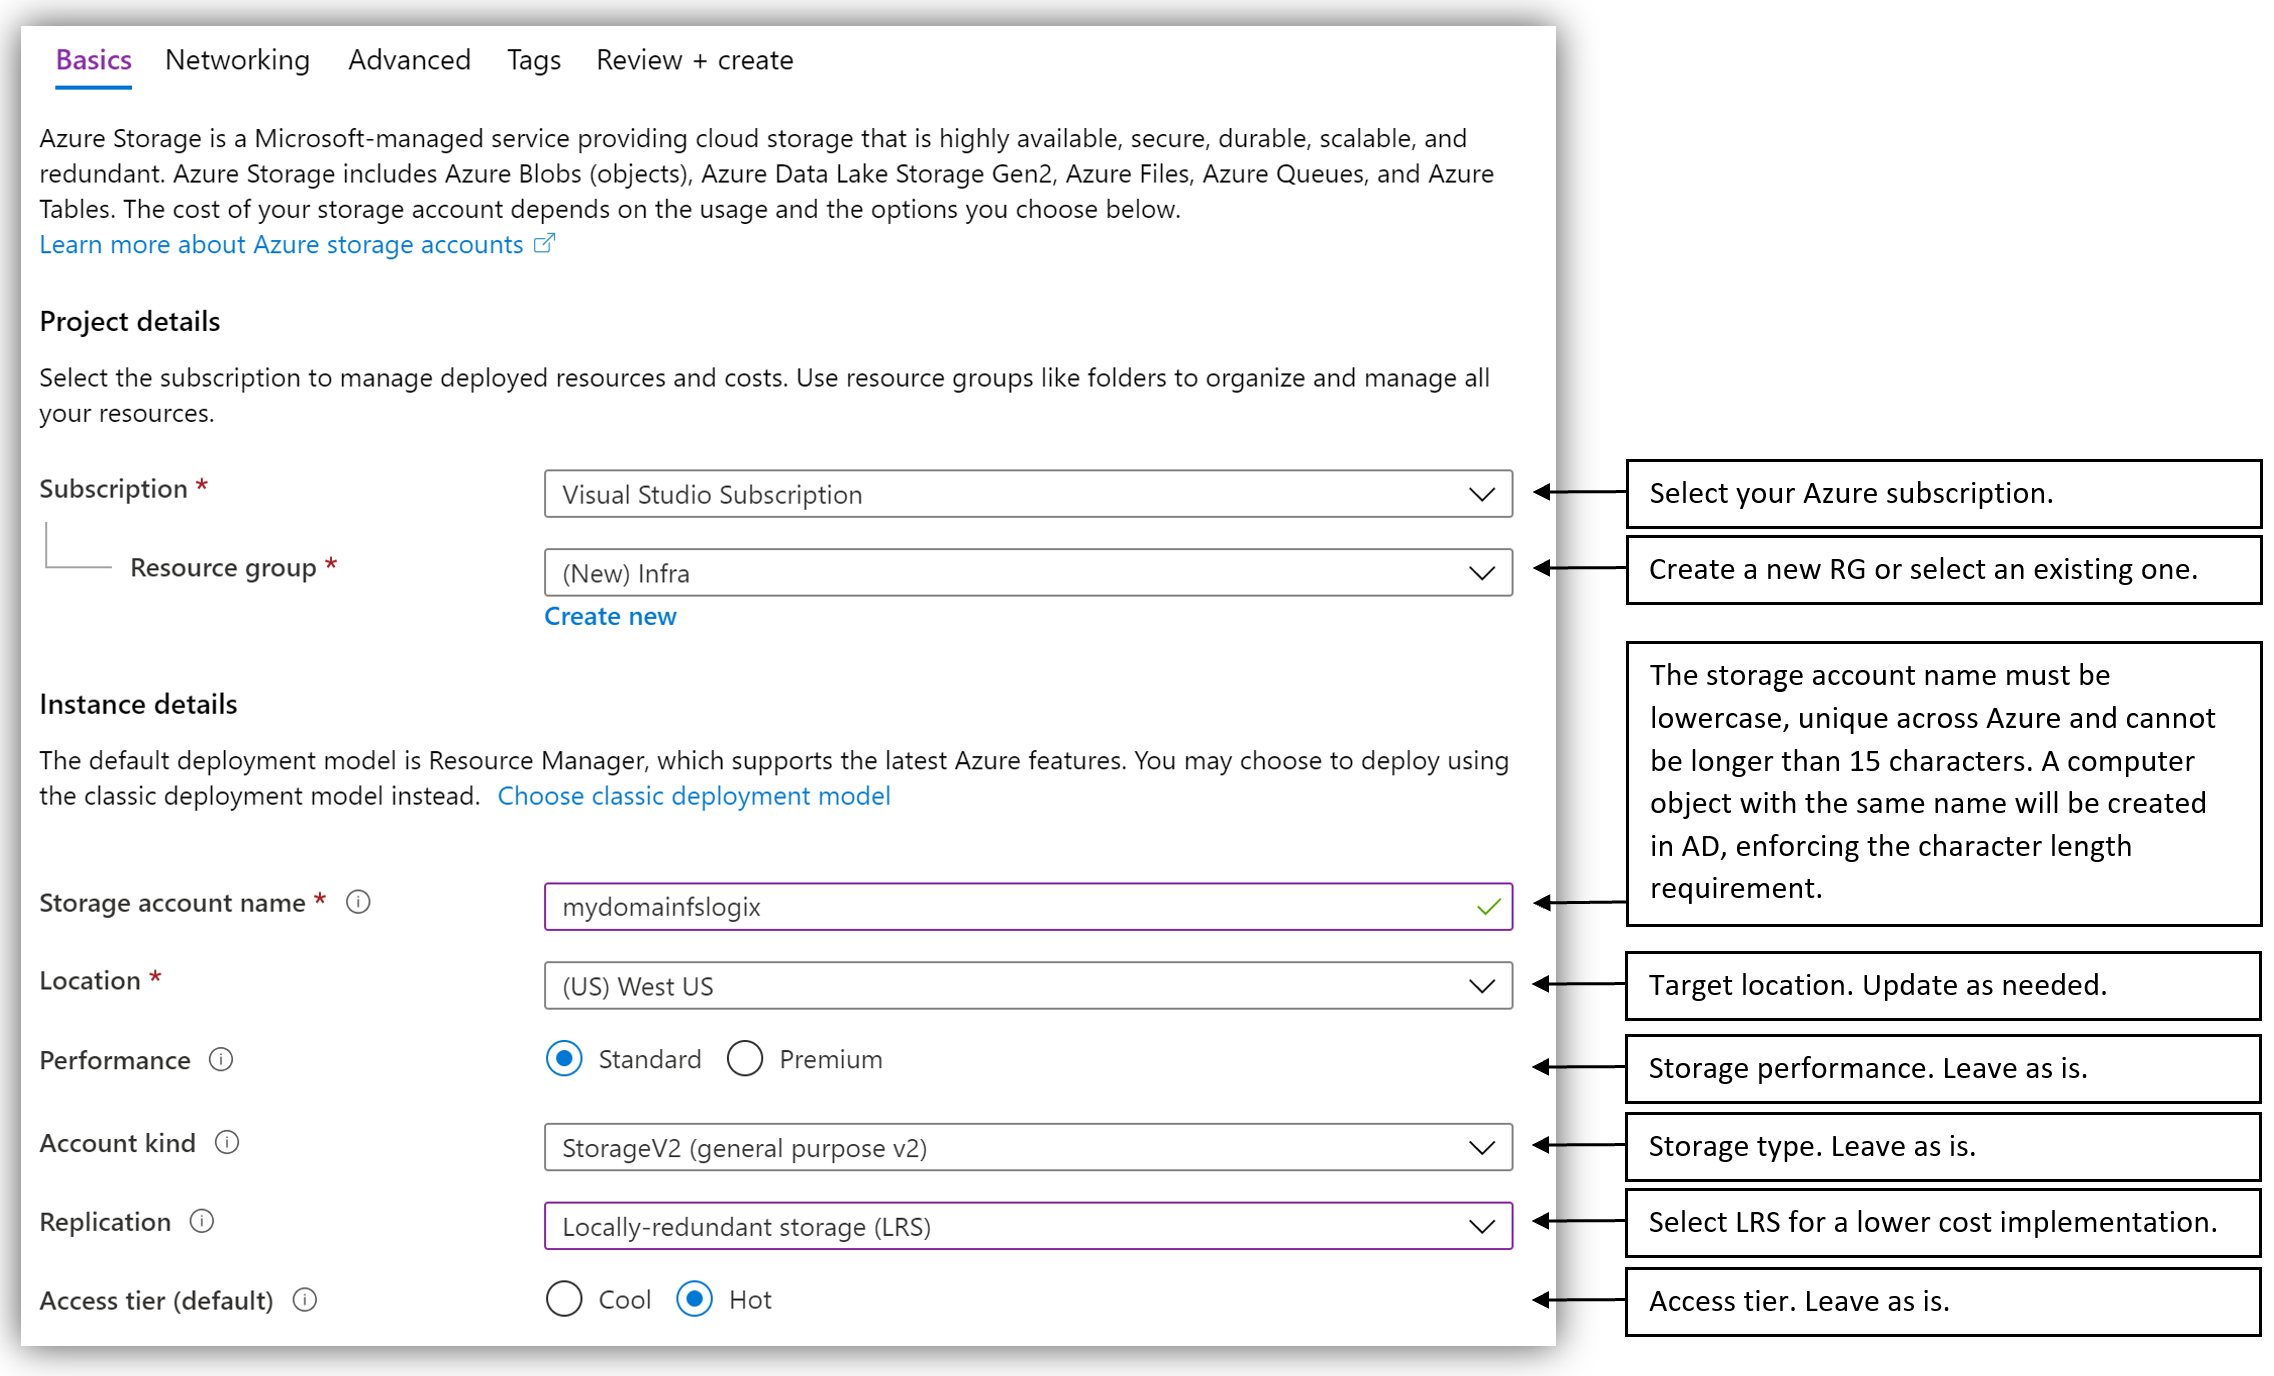 Basics Networking Advanced Tags Review + create
Azure Storage is a Microsoft-managed service providing cloud storage that is highly available, secure, durable, scalable, and
redundant. Azure Storage includes Azure Blobs (objects), Azure Data Lake Storage Gen2, Azure Files, Azure Queues, and Azure
Tables. The cost of your storage account depends on the usage and the options you choose below.
Learn more about Azure storage accounts
Project details
Select the subscription to manage deployed resources and costs. Use resource groups like folders to organize and manage all
your resources.
Subscription *
Visual Studio Subscription
Select your Azure subscription.
Resource group *
(New) Infra
Create a new RG or select an existing one.
Create new
Instance details
The default deployment model is Resource Manager, which supports the latest Azure features. You may choose to deploy using
the classic deployment model instead. Choose classic deployment model
Storage account name *
mydomainfslogix
The storage account name must be
lowercase, unique across Azure and cannot
be longer than 15 characters. A computer
object with the same name will be created
in AD, enforcing the character length
requirement.
Location *
(US) West US
Target location. Update as needed.
Performance
Standard Premium
Storage performance. Leave as is.
Account kind
StorageV2 (general purpose v2)
Storage type. Leave as is.
Replication
Locally-redundant storage (LRS)
Select LRS for a lower cost implementation.
Access tier (default)
Cool Hot
Access tier. Leave as is.